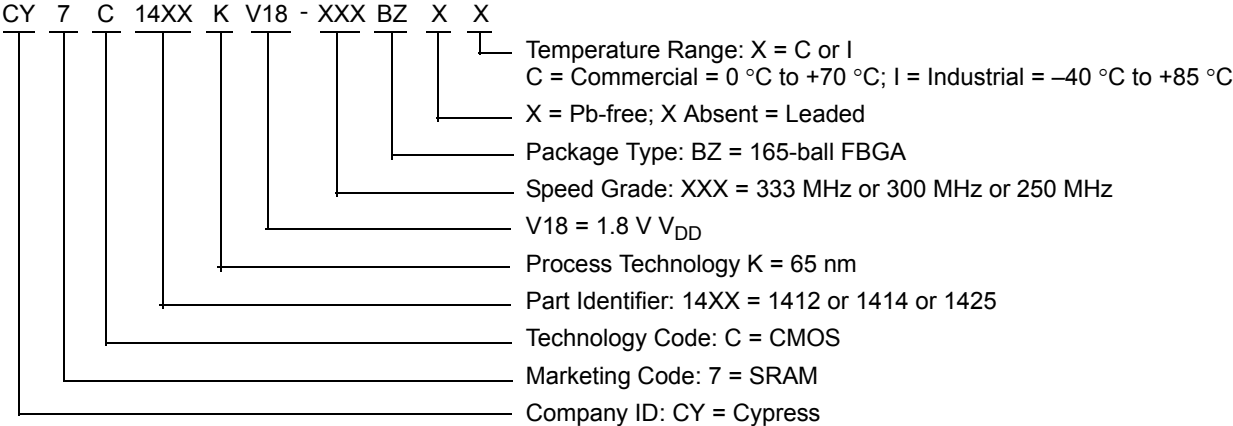 CY 7 C 14XX K V18 - XXX BZ X X
Temperature Range: X = C or I
C = Commercial = 0 °C to +70 °C; I = Industrial = –40 °C to +85 °C
X = Pb-free; X Absent = Leaded
Package Type: BZ = 165-ball FBGA
Speed Grade: XXX = 333 MHz or 300 MHz or 250 MHz
V18 = 1.8 V VDD
Process Technology K = 65 nm
Part Identifier: 14XX = 1412 or 1414 or 1425
Technology Code: C = CMOS
Marketing Code: 7 = SRAM
Company ID: CY = Cypress